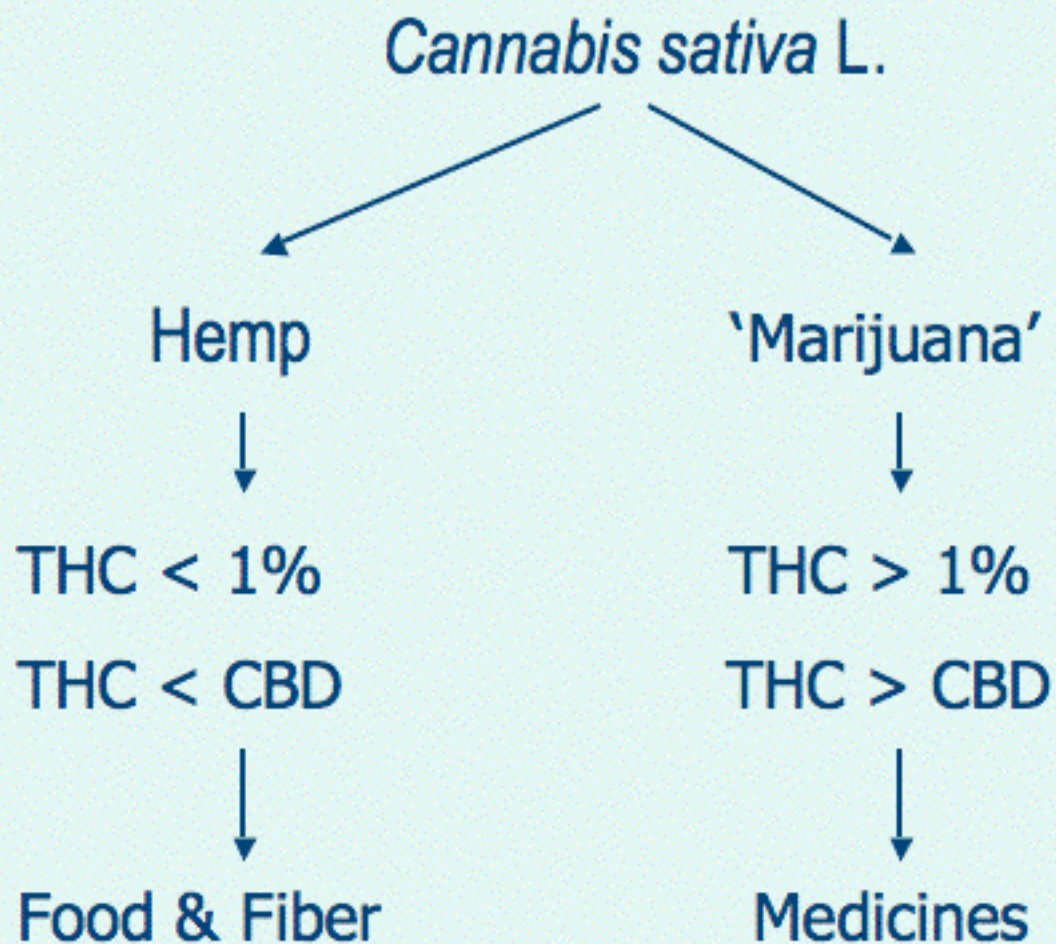 Cannabis sativa L.
Hemp
‘Marijuana’
THC < 1%
THC > 1%
THC < CBD
THC > CBD
Food & Fiber
Medicines